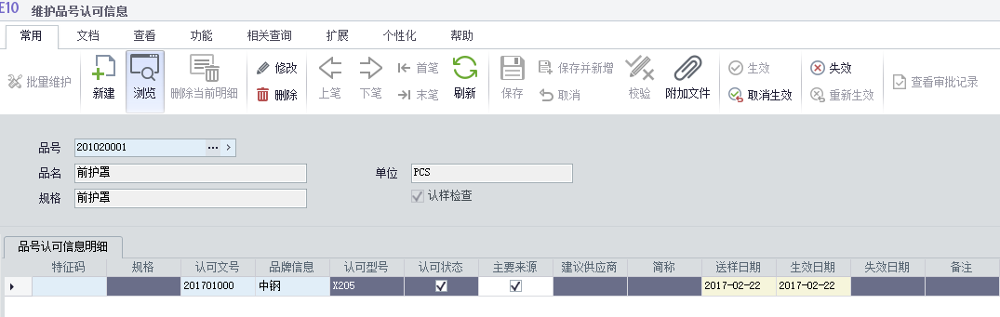 E10 维护品号认可信息
常用 文档 查看 功能 相关查询 扩展 个性化 帮助
批量维护 新建 浏览 删除当前明细 修改 删除 上笔 下笔 首笔 末笔 刷新 保存 保存并新增 取消 校验 附加文件 生效 取消生效 失效 重新生效 查看审批记录
品号 201020001 ...
品名 前护罩 单位 PCS
规格 前护罩 认样检查
品号认可信息明细
特征码 规格 认可文号 品牌信息 认可型号 认可状态 主要来源 建议供应商 简称 送样日期 生效日期 失效日期 备注
201701000 中钢 X205 2017-02-22 2017-02-22